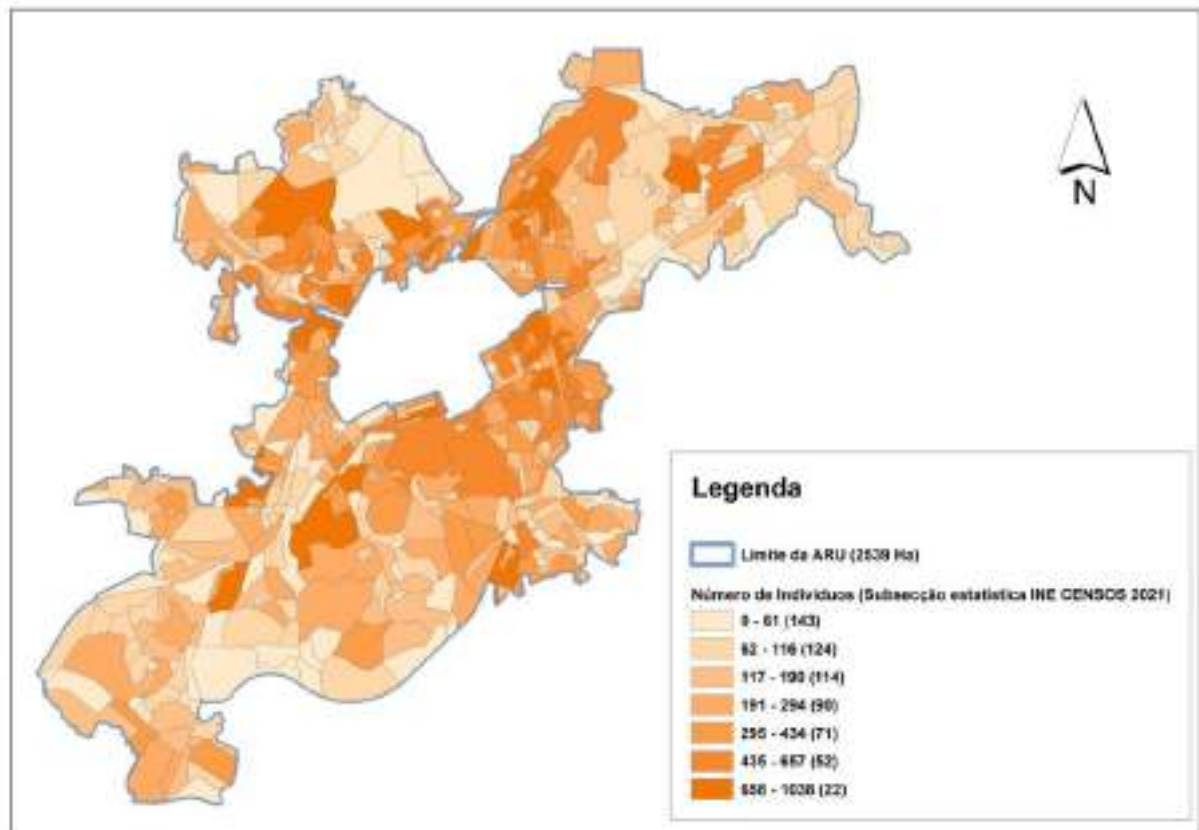 N
Legenda
Limite da ARU (2539 Ha)
Número de Indivíduos (Subsecção estatística INE CENSOS 2021)
0 - 61 (143)
62 - 116 (124)
117 - 190 (114)
191 - 294 (90)
295 - 434 (71)
435 - 657 (52)
658 - 1038 (22)